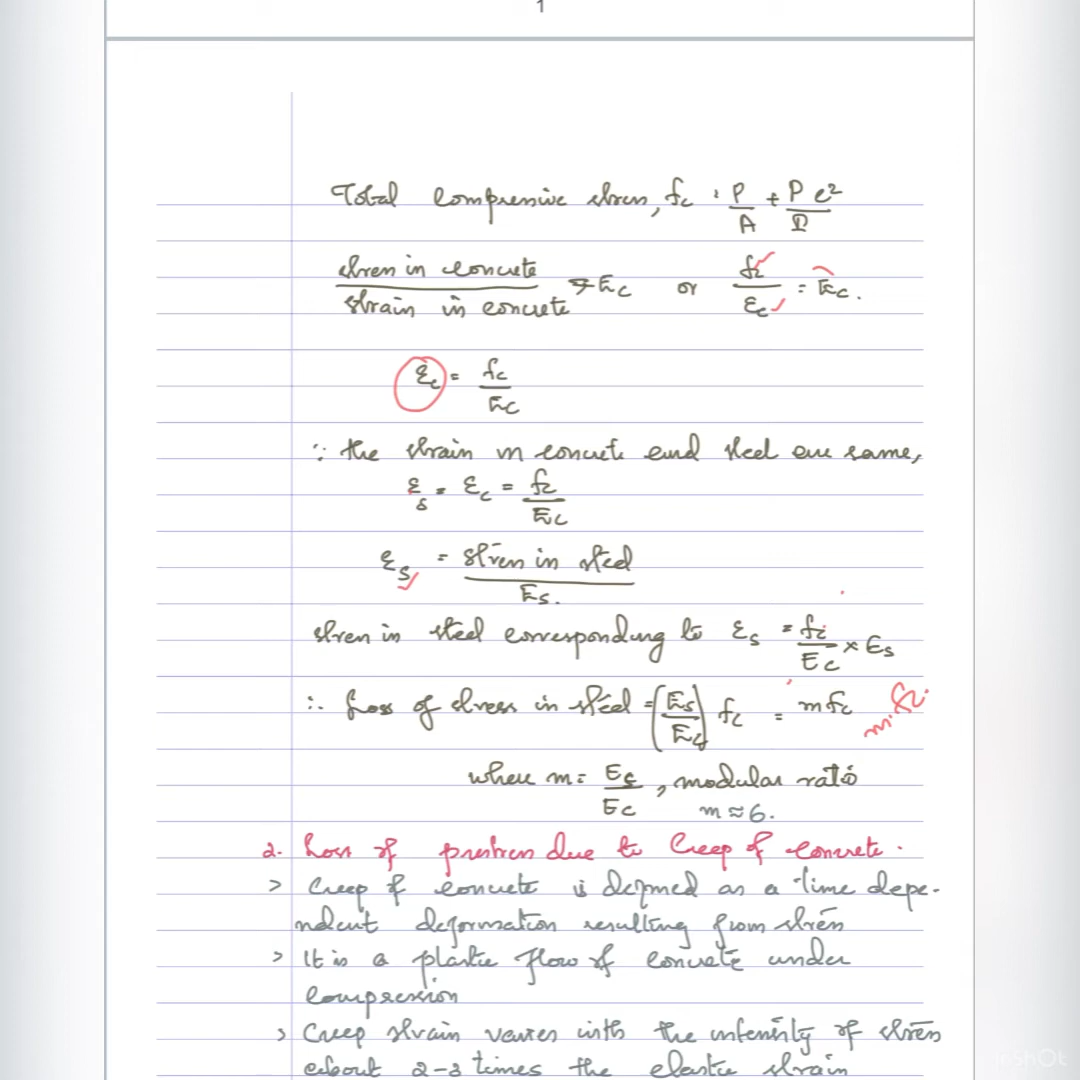 1
Total compressive stress, fc = P/A + P e²/I
stress in concrete / strain in concrete = Ec or fc/εc = Ec.
εc = fc/Ec
∵ the strain in concrete and steel are same,
εs = εc = fc/Ec
εs = stress in steel / Es.
stress in steel corresponding to εs = fc/Ec × Es
∴ Loss of stress in steel = (Es/Ec) fc = mfc m.fc.
where m = Es/Ec, modular ratio
m ≈ 6.
2. Loss of prestress due to Creep of concrete.
> Creep of concrete is defined as a time depe-
ndent deformation resulting from stress
> It is a plastic flow of concrete under
compression
> Creep strain varies with the intensity of stress
about 2-3 times the elastic strain